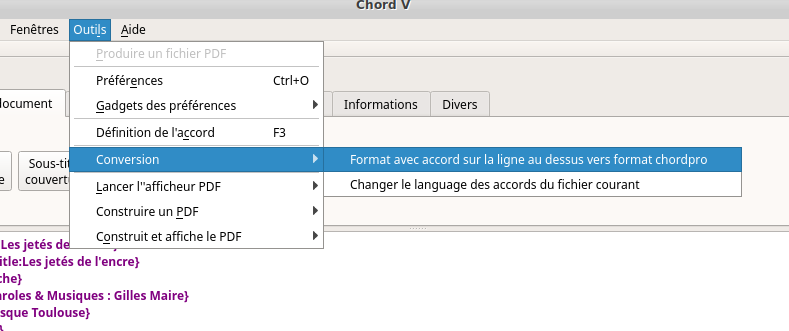 Chord V
Fenêtres Outils Aide
Produire un fichier PDF
Préférences Ctrl+O
Gadgets des préférences
document Informations Divers
Définition de l'accord F3
Conversion Format avec accord sur la ligne au dessus vers format chordpro
Sous-tit
couvertu
Lancer l''afficheur PDF Changer le language des accords du fichier courant
Construire un PDF
Construit et affiche le PDF
:Les jetés de
itle:Les jetés de l'encre}
che}
aroles & Musiques : Gilles Maire}
sque Toulouse}